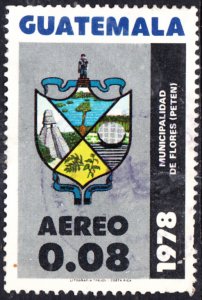 GUATEMALA
MUNICIPALIDAD
DE FLORES (PETEN)
AEREO
0.08
1978